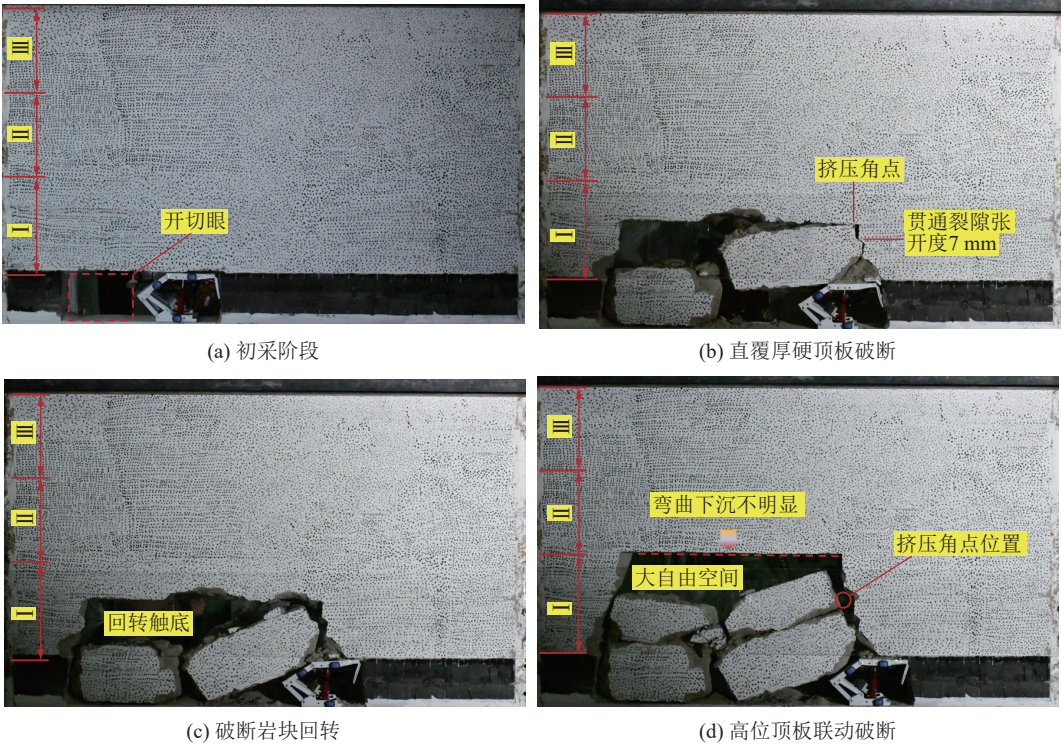 Ⅲ
Ⅱ
Ⅰ
开切眼
(a) 初采阶段
Ⅲ
Ⅱ
Ⅰ
挤压角点
贯通裂隙张
开度7 mm
(b) 直覆厚硬顶板破断
Ⅲ
Ⅱ
Ⅰ
回转触底
(c) 破断岩块回转
Ⅲ
Ⅱ
Ⅰ
弯曲下沉不明显
挤压角点位置
大自由空间
(d) 高位顶板联动破断